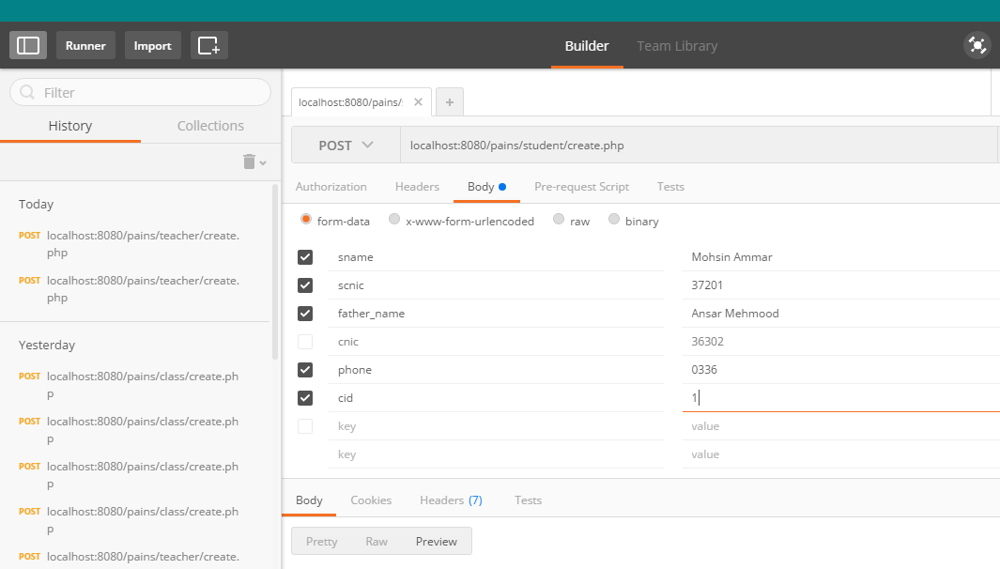 Runner Import Builder Team Library
Filter
History Collections
Today
POST localhost:8080/pains/teacher/create.
php
POST localhost:8080/pains/teacher/create.
php
Yesterday
POST localhost:8080/pains/class/create.ph
p
POST localhost:8080/pains/class/create.ph
p
POST localhost:8080/pains/class/create.ph
p
POST localhost:8080/pains/class/create.ph
p
POST localhost:8080/pains/teacher/create.
localhost:8080/pains/
POST localhost:8080/pains/student/create.php
Authorization Headers Body Pre-request Script Tests
form-data x-www-form-urlencoded raw binary
sname Mohsin Ammar
scnic 37201
father_name Ansar Mehmood
cnic 36302
phone 0336
cid 1
key value
key value
Body Cookies Headers (7) Tests
Pretty Raw Preview